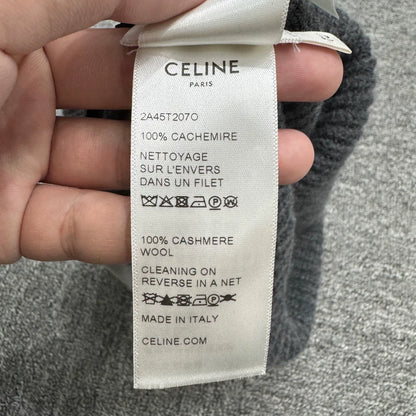 CELINE
PARIS
2A45T207O
100% CACHEMIRE
NETTOYAGE
SUR L'ENVERS
DANS UN FILET
100% CASHMERE
WOOL
CLEANING ON
REVERSE IN A NET
MADE IN ITALY
CELINE.COM